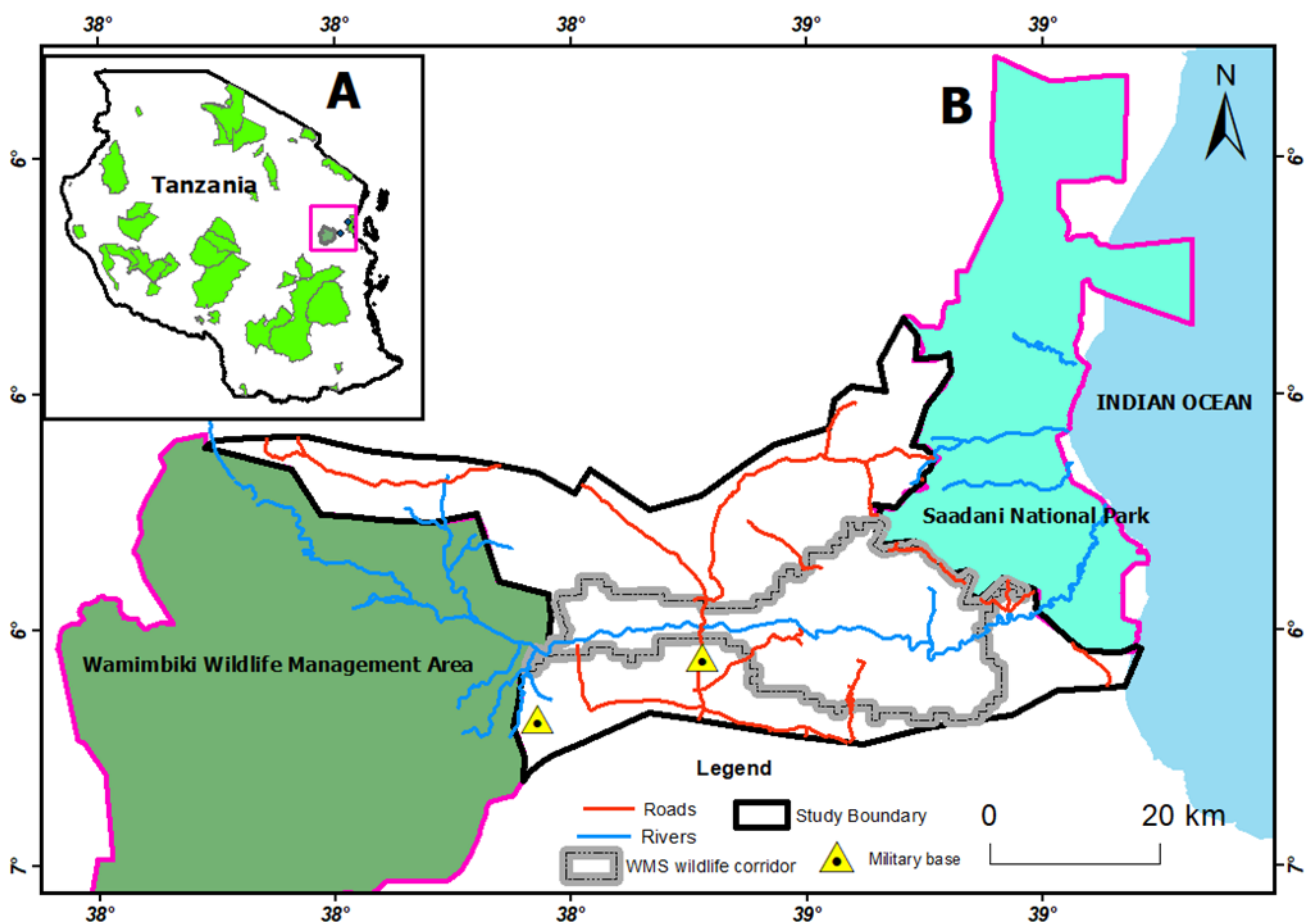 38° 38° 38° 39° 39°
A
B
N
6° 6°
Tanzania
6° 6°
INDIAN OCEAN
Saadani National Park
6° 6°
Wamimbiki Wildlife Management Area
Legend
Roads
Study Boundary
0 20 km
Rivers
WMS wildlife corridor
Military base
7° 7°
38° 38° 38° 39° 39°